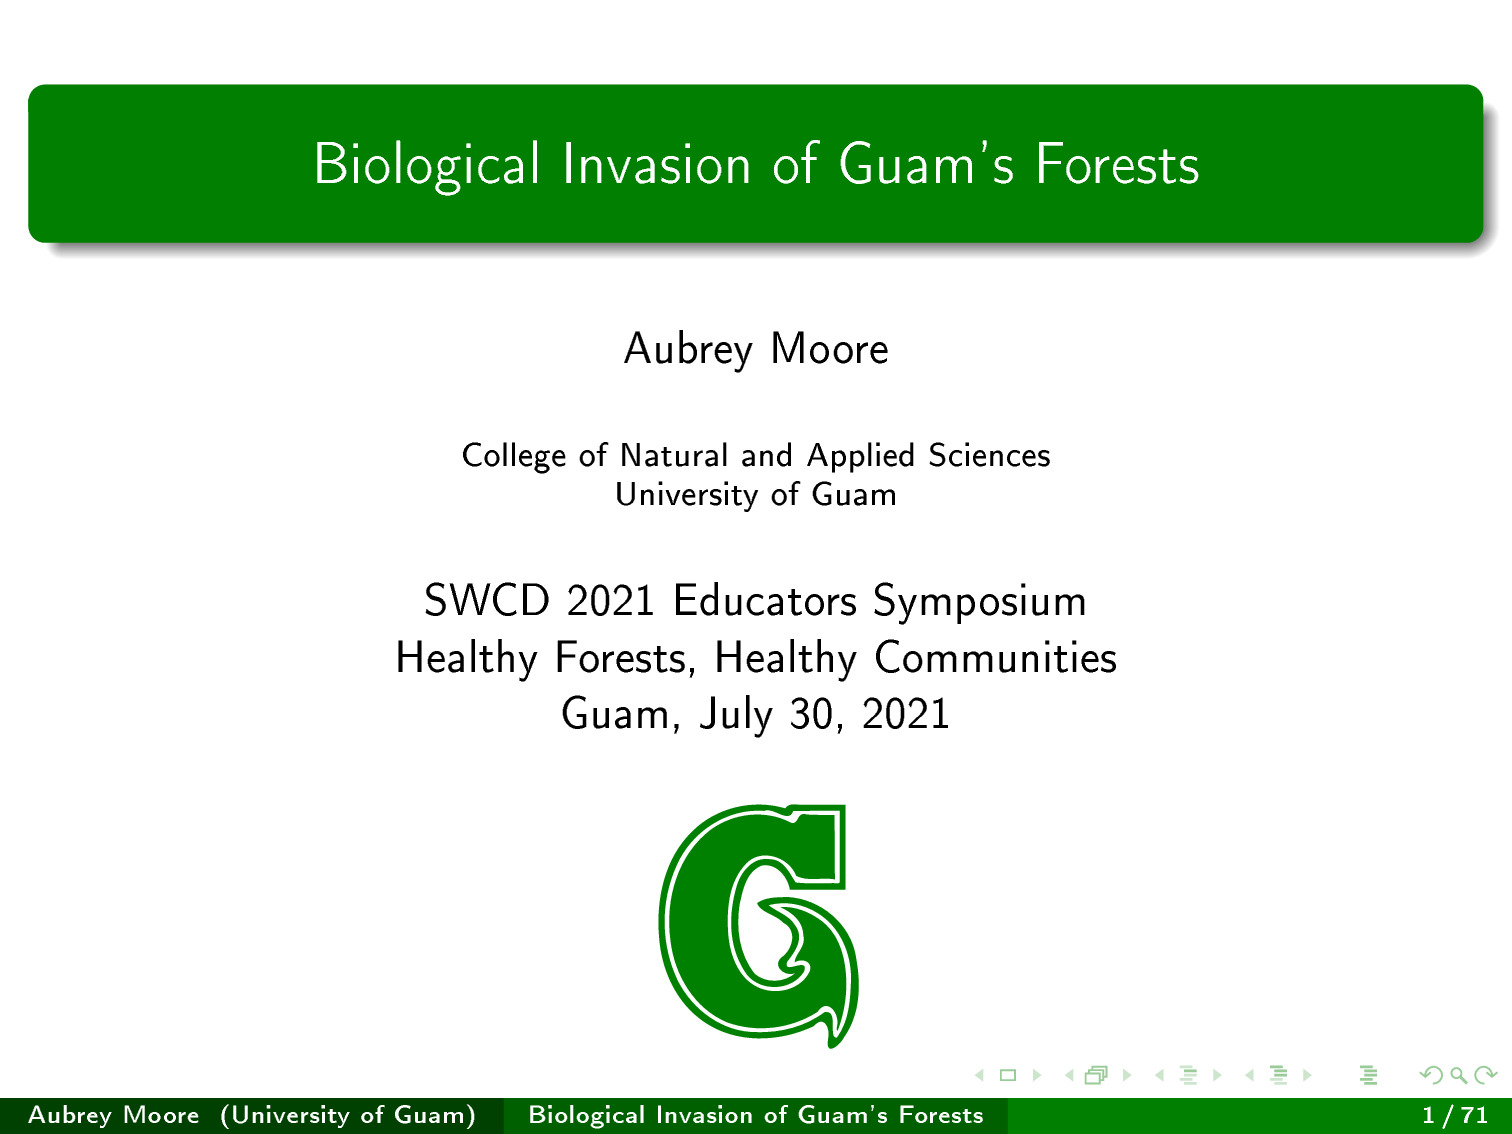 Biological Invasion of Guam's Forests
Aubrey Moore
College of Natural and Applied Sciences
University of Guam
SWCD 2021 Educators Symposium
Healthy Forests, Healthy Communities
Guam, July 30, 2021
G
Aubrey Moore (University of Guam) Biological Invasion of Guam's Forests 1 / 71